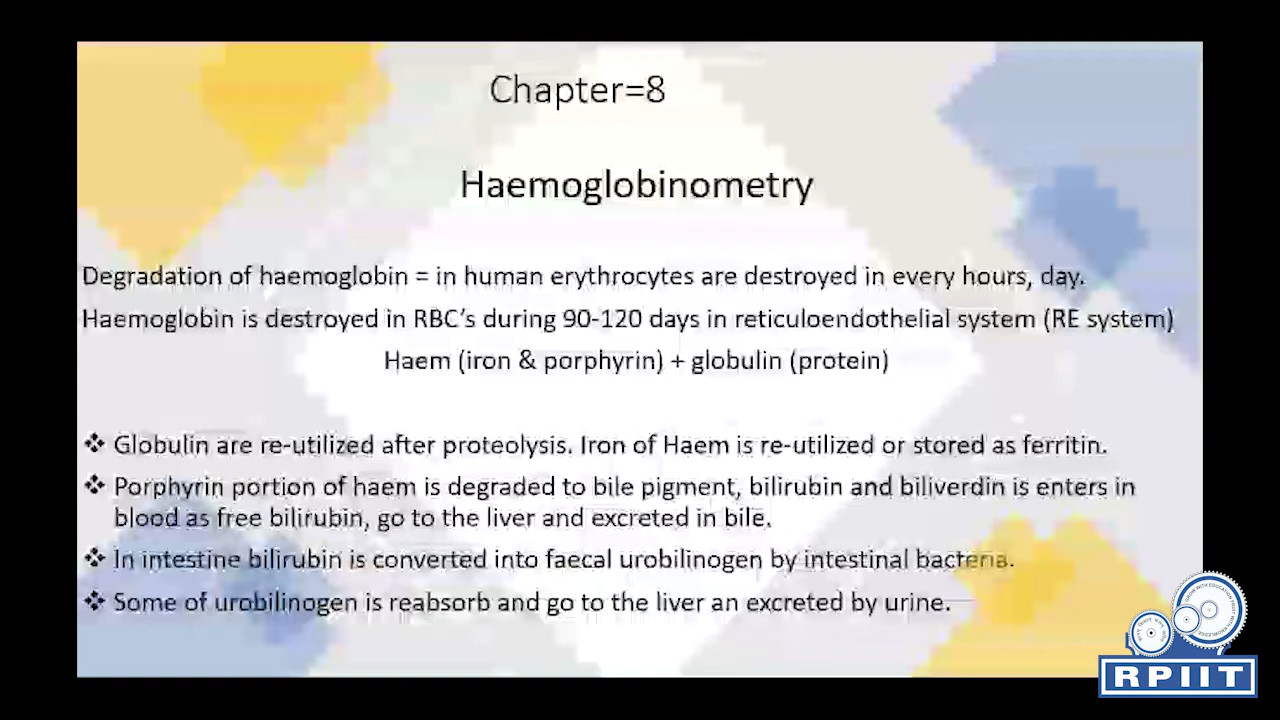 Chapter=8
Haemoglobinometry
Degradation of haemoglobin = in human erythrocytes are destroyed in every hours, day.
Haemoglobin is destroyed in RBC's during 90-120 days in reticuloendothelial system (RE system)
Haem (iron & porphyrin) + globulin (protein)
❖ Globulin are re-utilized after proteolysis. Iron of Haem is re-utilized or stored as ferritin.
❖ Porphyrin portion of haem is degraded to bile pigment, bilirubin and biliverdin is enters in
blood as free bilirubin, go to the liver and excreted in bile.
❖ In intestine bilirubin is converted into faecal urobilinogen by intestinal bacteria.
❖ Some of urobilinogen is reabsorb and go to the liver an excreted by urine.
RPIIT